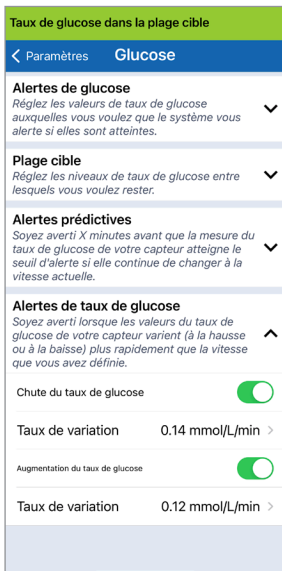 Taux de glucose dans la plage cible
Paramètres Glucose
Alertes de glucose
Réglez les valeurs de taux de glucose
auxquelles vous voulez que le système vous
alerte si elles sont atteintes.
Plage cible
Réglez les niveaux de taux de glucose entre
lesquels vous voulez rester.
Alertes prédictives
Soyez averti X minutes avant que la mesure du
taux de glucose de votre capteur atteigne le
seuil d'alerte si elle continue de changer à la
vitesse actuelle.
Alertes de taux de glucose
Soyez averti lorsque les valeurs du taux de
glucose de votre capteur varient (à la hausse
ou à la baisse) plus rapidement que la vitesse
que vous avez définie.
Chute du taux de glucose
Taux de variation 0.14 mmol/L/min
Augmentation du taux de glucose
Taux de variation 0.12 mmol/L/min